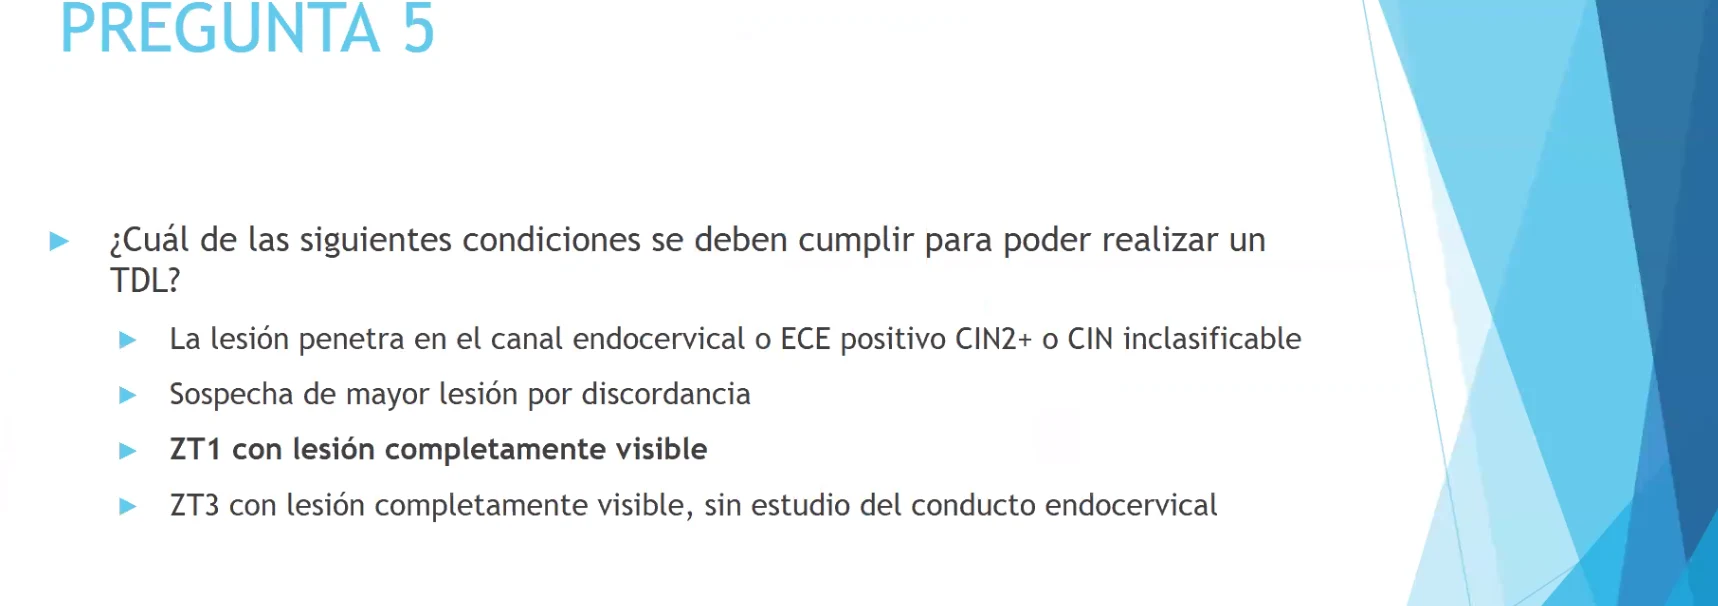 PREGUNTA 5
¿Cuál de las siguientes condiciones se deben cumplir para poder realizar un
TDL?
La lesión penetra en el canal endocervical o ECE positivo CIN2+ o CIN inclasificable
Sospecha de mayor lesión por discordancia
ZT1 con lesión completamente visible
ZT3 con lesión completamente visible, sin estudio del conducto endocervical